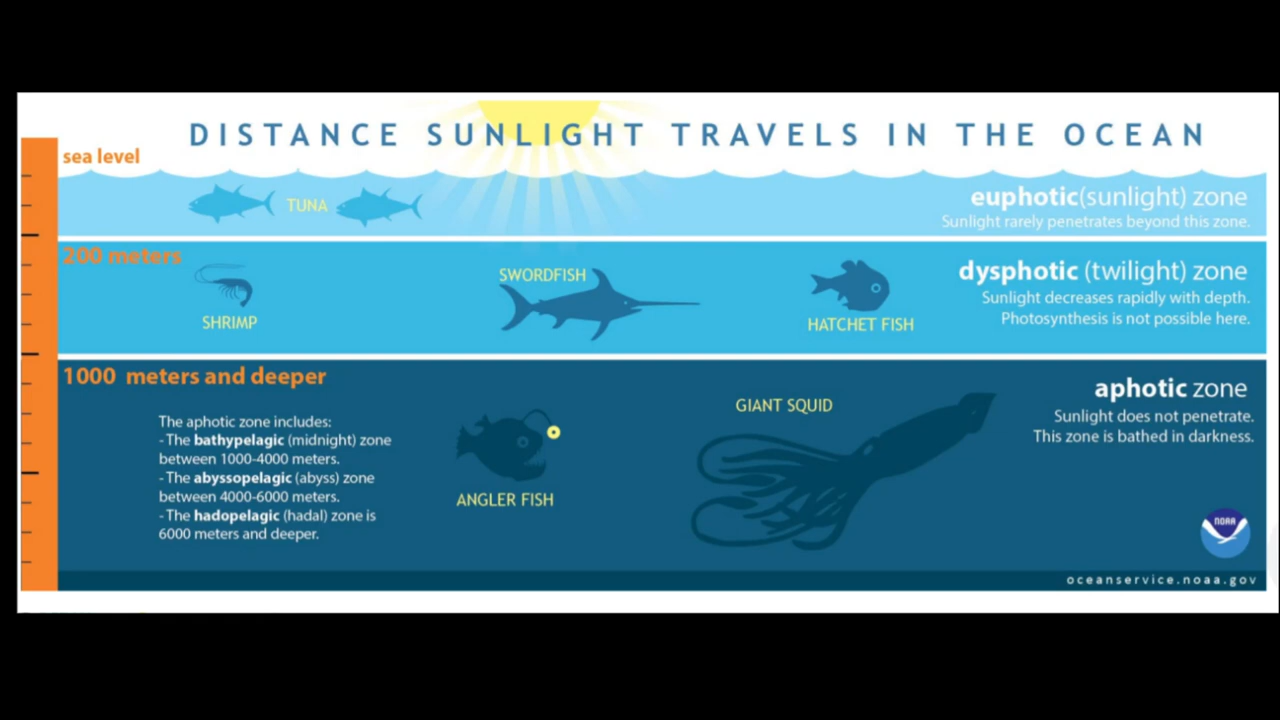 DISTANCE SUNLIGHT TRAVELS IN THE OCEAN
sea level
TUNA
euphotic(sunlight) zone
Sunlight rarely penetrates beyond this zone.
200 meters
SHRIMP
SWORDFISH
HATCHET FISH
dysphotic (twilight) zone
Sunlight decreases rapidly with depth.
Photosynthesis is not possible here.
1000 meters and deeper
The aphotic zone includes:
- The bathypelagic (midnight) zone
between 1000-4000 meters.
- The abyssopelagic (abyss) zone
between 4000-6000 meters.
- The hadopelagic (hadal) zone is
6000 meters and deeper.
ANGLER FISH
GIANT SQUID
aphotic zone
Sunlight does not penetrate.
This zone is bathed in darkness.
NOAA
oceanservice.noaa.gov